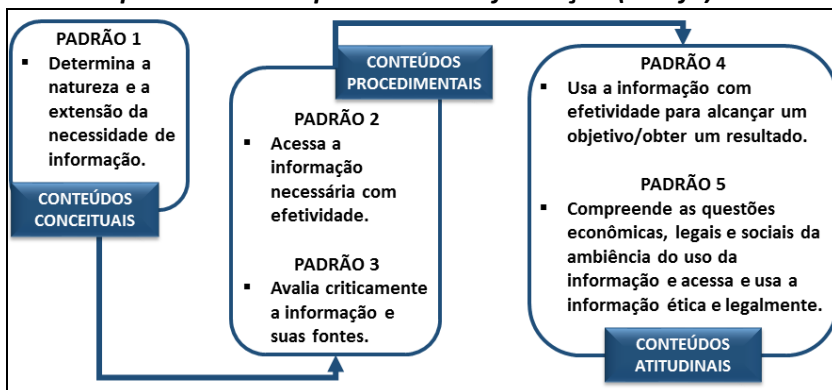 PADRÃO 1
▪ Determina a
natureza e a
extensão da
necessidade de
informação.
CONTEÚDOS
CONCEITUAIS
CONTEÚDOS
PROCEDIMENTAIS
PADRÃO 2
▪ Acessa a
informação
necessária com
efetividade.
PADRÃO 3
▪ Avalia criticamente
a informação e
suas fontes.
PADRÃO 4
▪ Usa a informação com
efetividade para alcançar um
objetivo/obter um resultado.
PADRÃO 5
▪ Compreende as questões
econômicas, legais e sociais da
ambiência do uso da
informação e acessa e usa a
informação ética e legalmente.
CONTEÚDOS
ATITUDINAIS